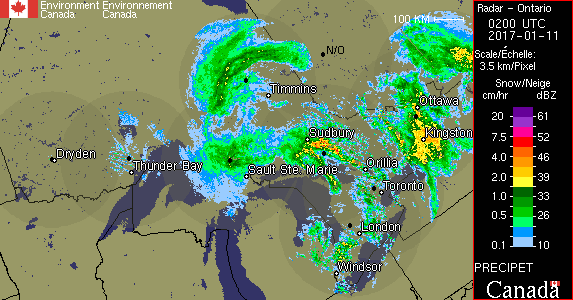 Environment Environnement
Canada Canada
100 KM
N/O
Timmins
Ottawa
Sudbury
Kingston
Dryden
Thunder Bay
Sault Ste. Marie
Orillia
Toronto
London
Windsor
Radar - Ontario
0200 UTC
2017-01-11
Scale/Échelle:
3.5 km/Pixel
Snow/Neige
cm/hr dBZ
20 61
7.5 52
4.0 46
2.0 39
1.0 33
0.5 26
0.1 10
PRECIPET
Canada